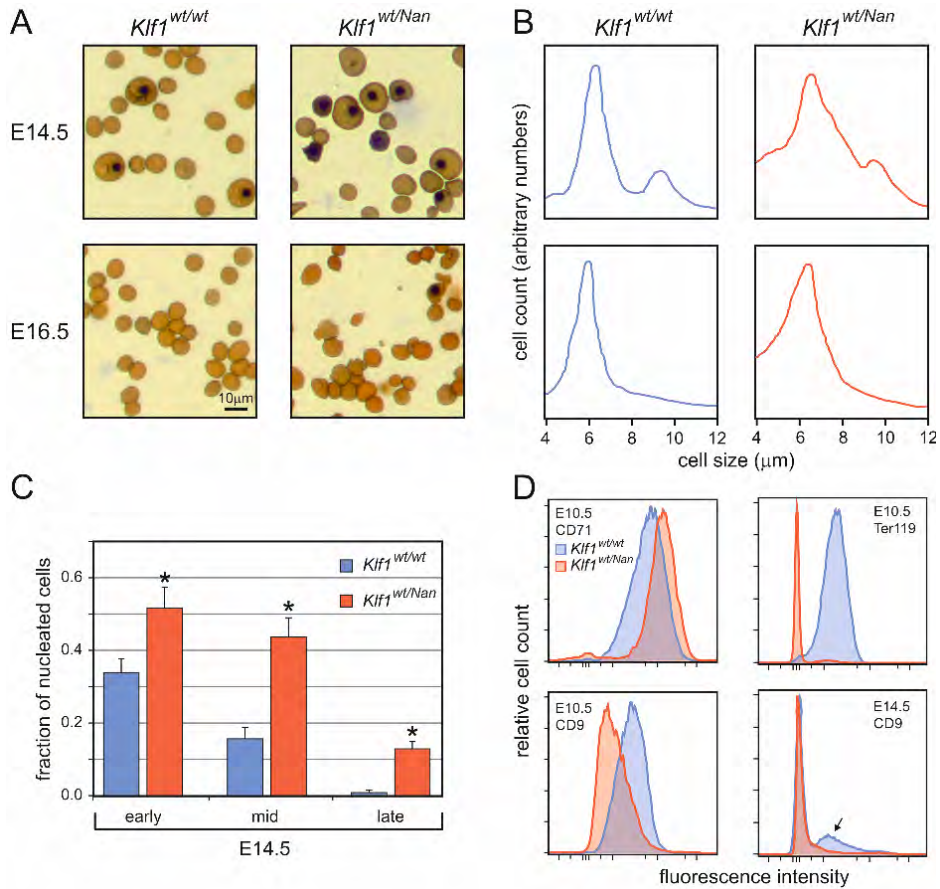 A
Klf1wt/wt
Klf1wt/Nan
E14.5
E16.5
10μm
B
Klf1wt/wt
Klf1wt/Nan
cell count (arbitrary numbers)
4 6 8 10 12
4 6 8 10 12
cell size (μm)
C
fraction of nucleated cells
0.6
0.4
0.2
0.0
Klf1wt/wt
Klf1wt/Nan
*
*
*
early
mid
late
E14.5
D
relative cell count
E10.5
CD71
Klf1wt/wt
Klf1wt/Nan
E10.5
Ter119
E10.5
CD9
E14.5
CD9
fluorescence intensity